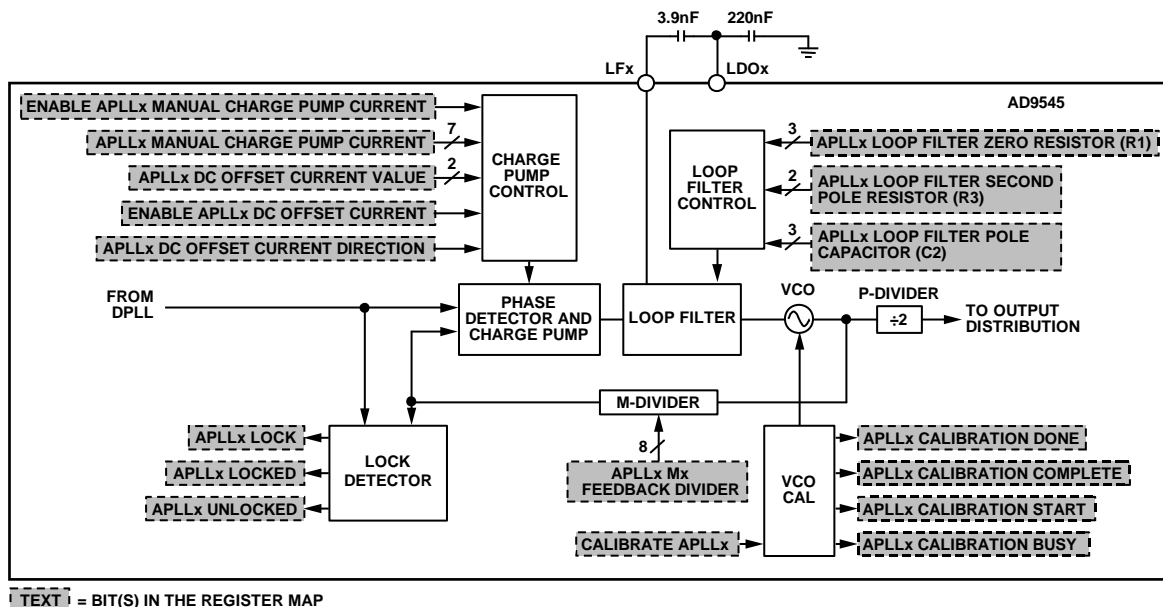 3.9nF
220nF
LFx
LDOx
AD9545
ENABLE APLLx MANUAL CHARGE PUMP CURRENT
APLLx MANUAL CHARGE PUMP CURRENT
7
APLLx DC OFFSET CURRENT VALUE
2
ENABLE APLLx DC OFFSET CURRENT
APLLx DC OFFSET CURRENT DIRECTION
CHARGE
PUMP
CONTROL
LOOP
FILTER
CONTROL
3
APLLx LOOP FILTER ZERO RESISTOR (R1)
2
APLLx LOOP FILTER SECOND
POLE RESISTOR (R3)
3
APLLx LOOP FILTER POLE
CAPACITOR (C2)
FROM
DPLL
PHASE
DETECTOR AND
CHARGE PUMP
LOOP FILTER
VCO
P-DIVIDER
÷2
TO OUTPUT
DISTRIBUTION
M-DIVIDER
8
APLLx Mx
FEEDBACK DIVIDER
APLLx LOCK
APLLx LOCKED
APLLx UNLOCKED
LOCK
DETECTOR
CALIBRATE APLLx
VCO
CAL
APLLx CALIBRATION DONE
APLLx CALIBRATION COMPLETE
APLLx CALIBRATION START
APLLx CALIBRATION BUSY
TEXT = BIT(S) IN THE REGISTER MAP